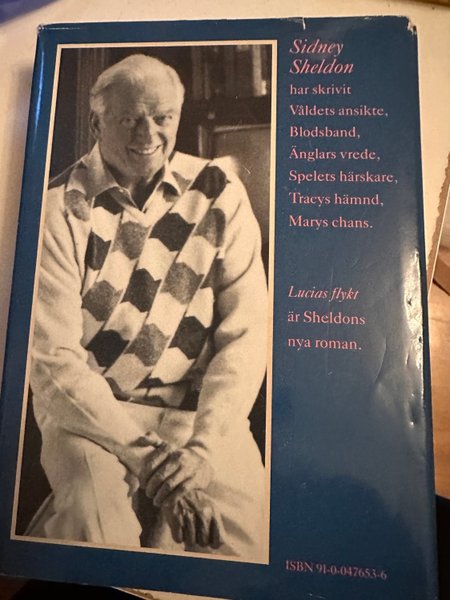 Sidney
Sheldon
har skrivit
Våldets ansikte,
Blodsband,
Änglars vrede,
Spelets härskare,
Tracys hämnd,
Marys chans.
Lucias flykt
är Sheldons
nya roman.
ISBN 91-0-047653-6